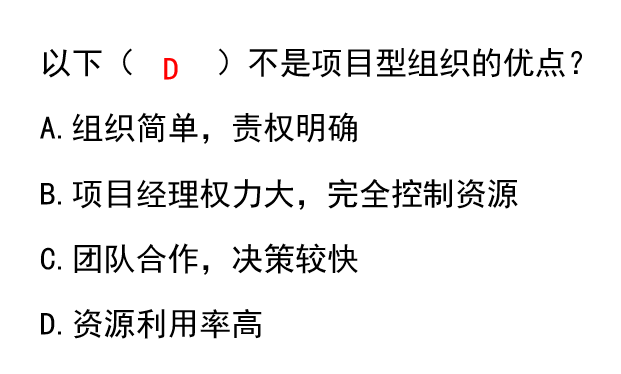 以下（ D ）不是项目型组织的优点？
A.组织简单，责权明确
B.项目经理权力大，完全控制资源
C.团队合作，决策较快
D.资源利用率高